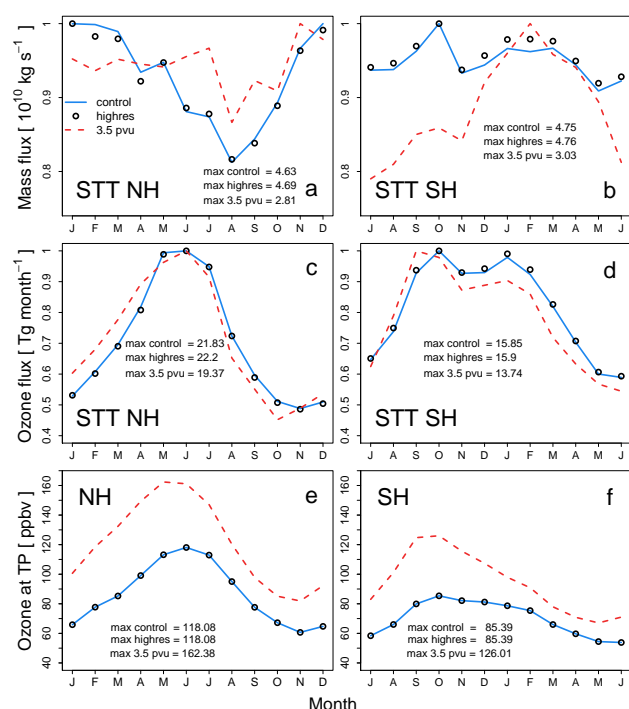 Mass flux [ 10¹⁰ kg s⁻¹ ]
1
0.9
0.8
control
highres
3.5 pvu
max control = 4.63
max highres = 4.69
max 3.5 pvu = 2.81
STT NH
a
J F M A M J J A S O N D
1
0.9
0.8
max control = 4.75
max highres = 4.76
max 3.5 pvu = 3.03
STT SH
b
J A S O N D J F M A M J
Ozone flux [ Tg month⁻¹ ]
1
0.9
0.8
0.7
0.6
0.5
0.4
c
max control = 21.83
max highres = 22.2
max 3.5 pvu = 19.37
STT NH
J F M A M J J A S O N D
1
0.9
0.8
0.7
0.6
0.5
0.4
d
max control = 15.85
max highres = 15.9
max 3.5 pvu = 13.74
STT SH
J A S O N D J F M A M J
Ozone at TP [ ppbv ]
160
140
120
100
80
60
40
NH
e
max control = 118.08
max highres = 118.08
max 3.5 pvu = 162.38
J F M A M J J A S O N D
160
140
120
100
80
60
40
SH
f
max control = 85.39
max highres = 85.39
max 3.5 pvu = 126.01
J A S O N D J F M A M J
Month